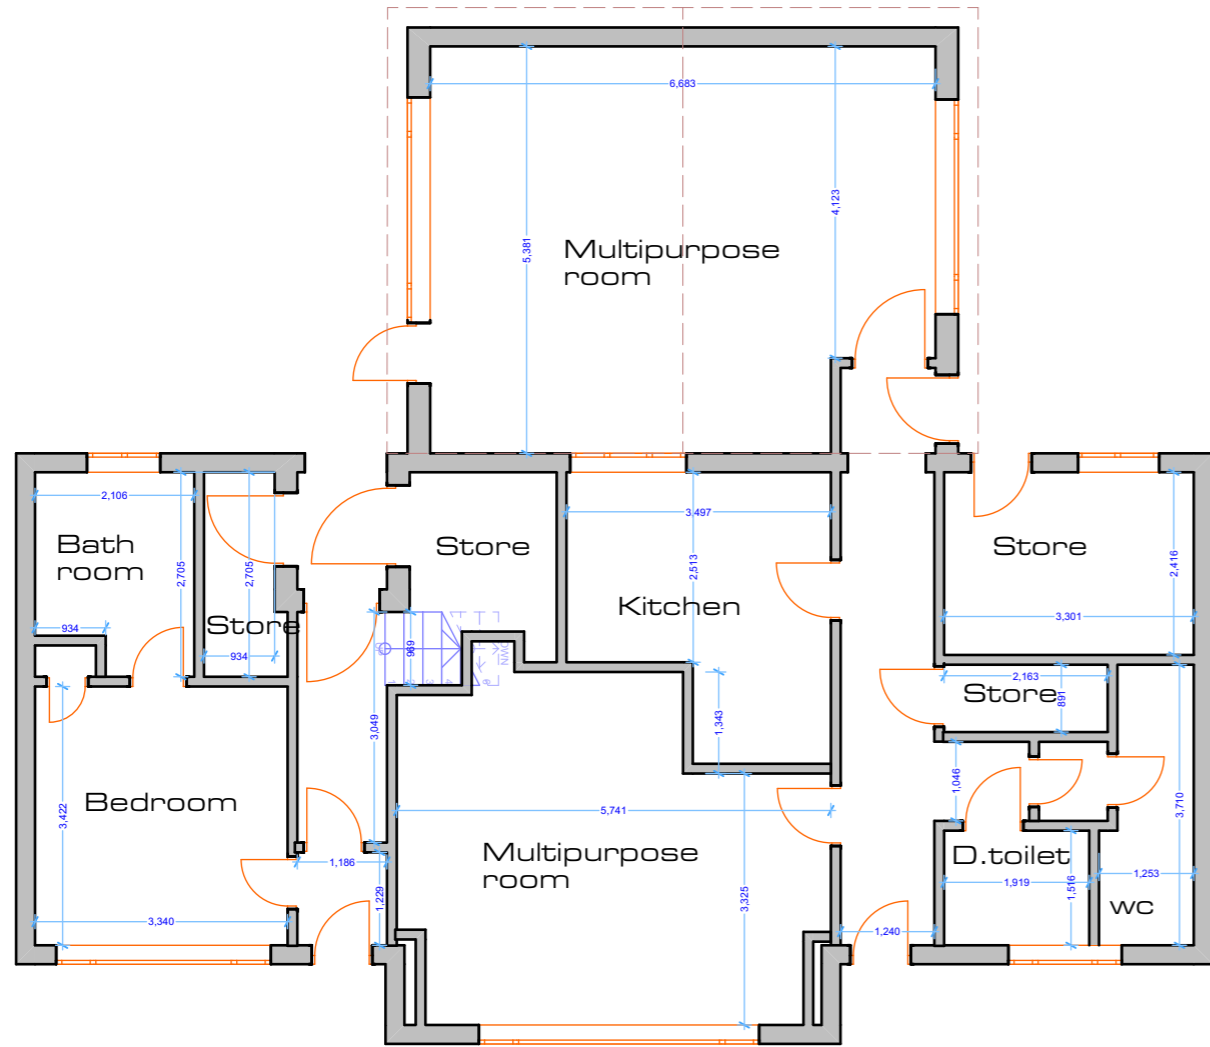 6,683
4,123
5,381
Multipurpose
room
2,106
3,497
Bath
room
Store
Store
2,513
2,416
2,705
2,705
Kitchen
3,301
Store
934
934
969
Store
2,163
891
3,049
1,343
1,046
3,710
Bedroom
3,422
5,741
Multipurpose
room
D.toilet
1,186
3,325
1,919
1,516
1,253
1,229
wc
3,340
1,240